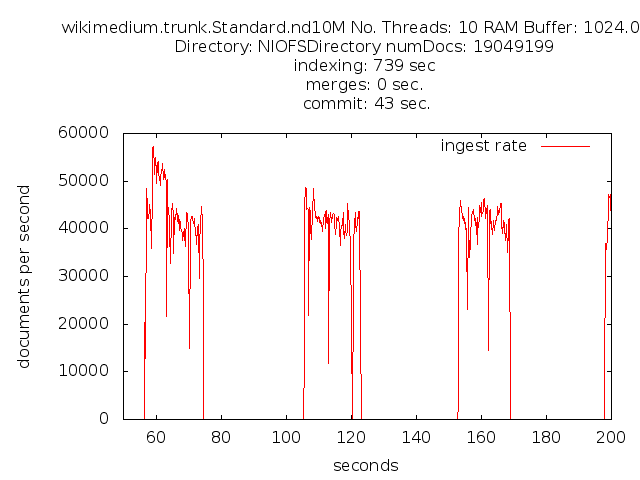 wikimedium.trunk.Standard.nd10M No. Threads: 10 RAM Buffer: 1024.0
Directory: NIOFSDirectory numDocs: 19049199
indexing: 739 sec
merges: 0 sec.
commit: 43 sec.
ingest rate
documents per second
60000
50000
40000
30000
20000
10000
0
60 80 100 120 140 160 180 200
seconds